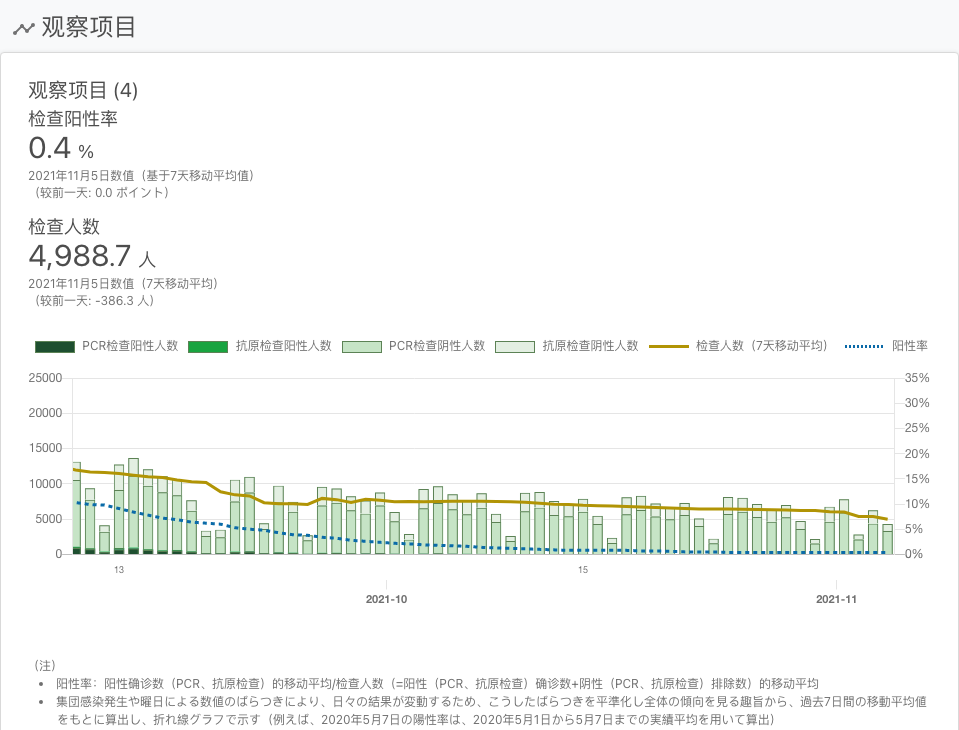 观察项目
观察项目 (4)
检查阳性率
0.4 %
2021年11月5日数值（基于7天移动平均值）
（较前一天: 0.0 ポイント）
检查人数
4,988.7 人
2021年11月5日数值（7天移动平均）
（较前一天: -386.3 人）
PCR检查阳性人数 抗原检查阳性人数 PCR检查阴性人数 抗原检查阴性人数 检查人数（7天移动平均） 阳性率
25000 35%
30%
20000
25%
15000 20%
15%
10000
10%
5000 5%
0 0%
13 15
2021-10 2021-11
（注）
• 阳性率：阳性确诊数（PCR、抗原检查）的移动平均/检查人数（=阳性（PCR、抗原检查）确诊数+阴性（PCR、抗原检查）排除数）的移动平均
• 集団感染発生や曜日による数値のばらつきにより、日々の結果が変動するため、こうしたばらつきを平準化し全体の傾向を見る趣旨から、過去7日間の移動平均値
をもとに算出し、折れ線グラフで示す（例えば、2020年5月7日の陽性率は、2020年5月1日から5月7日までの実績平均を用いて算出）